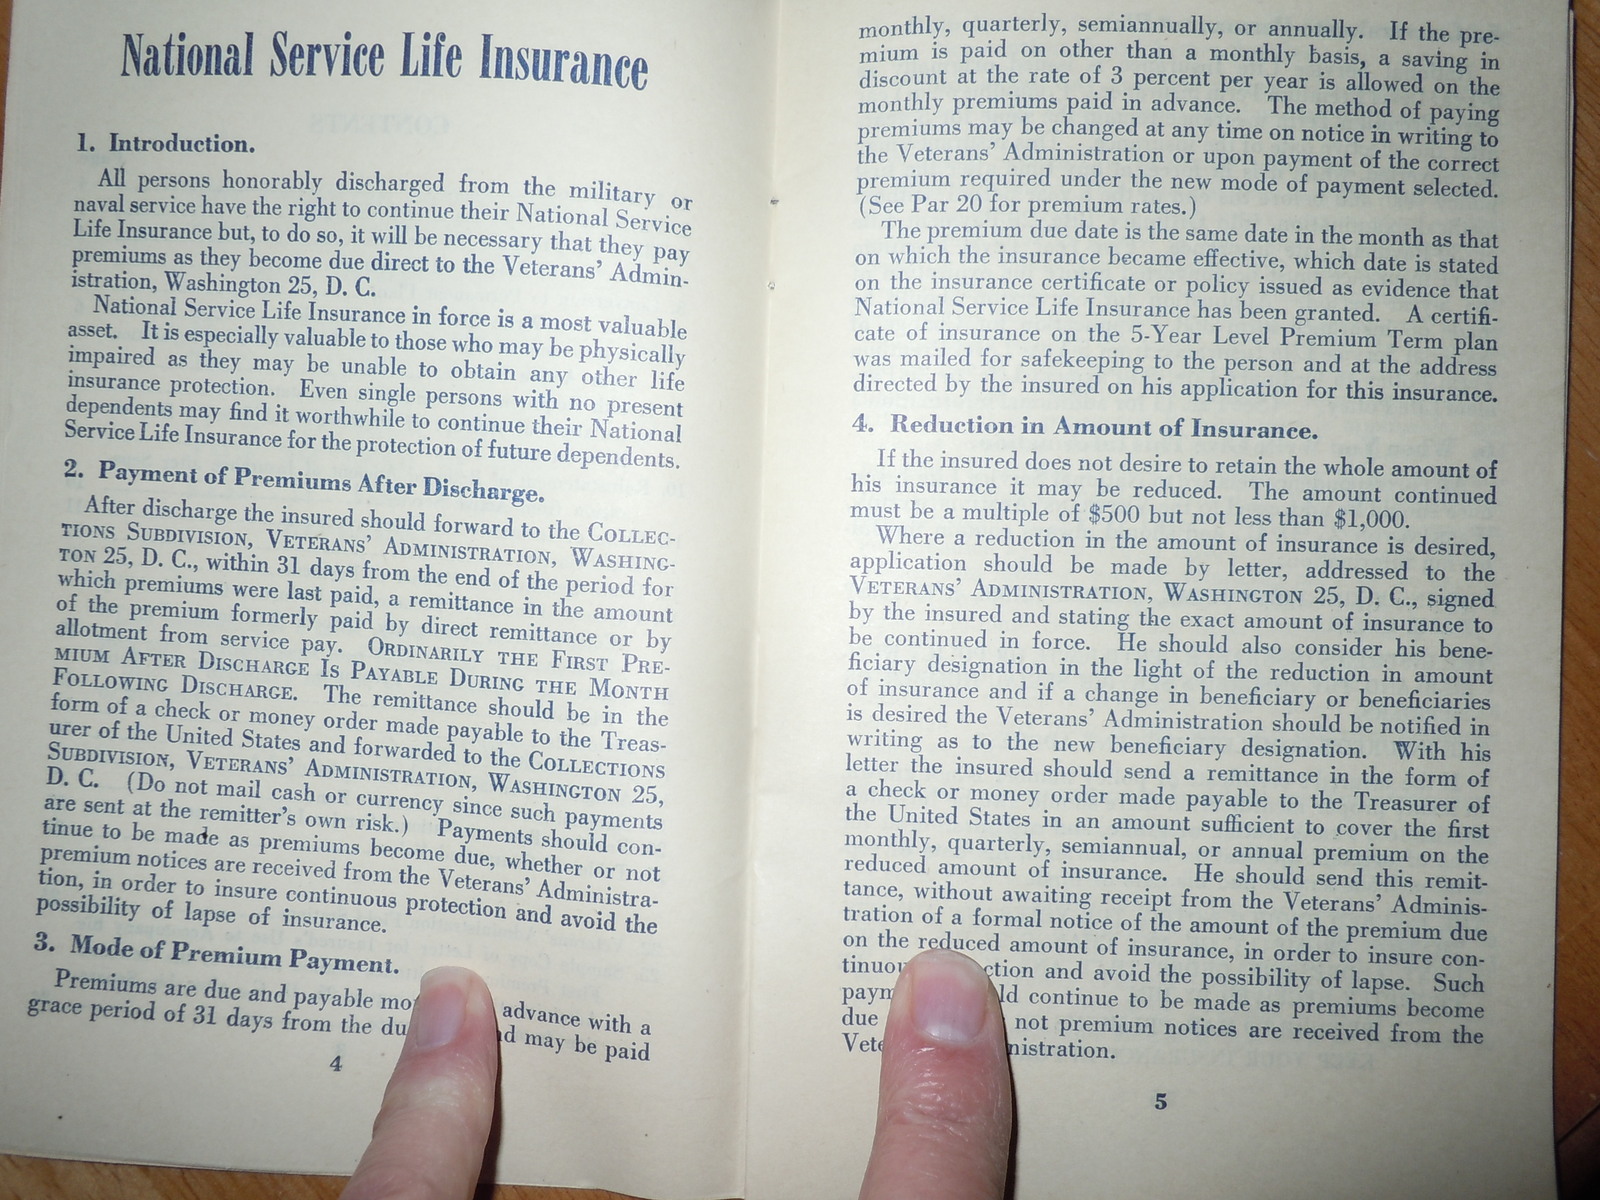 National Service Life Insurance
1. Introduction.
All persons honorably discharged from the military or
naval service have the right to continue their National Service
Life Insurance but, to do so, it will be necessary that they pay
premiums as they become due direct to the Veterans' Admin-
istration, Washington 25, D. C.
National Service Life Insurance in force is a most valuable
asset. It is especially valuable to those who may be physically
impaired as they may be unable to obtain any other life
insurance protection. Even single persons with no present
dependents may find it worthwhile to continue their National
Service Life Insurance for the protection of future dependents.
2. Payment of Premiums After Discharge.
After discharge the insured should forward to the COLLEC-
TIONS SUBDIVISION, VETERANS' ADMINISTRATION, WASHING-
TON 25, D. C., within 31 days from the end of the period for
which premiums were last paid, a remittance in the amount
of the premium formerly paid by direct remittance or by
allotment from service pay. ORDINARILY THE FIRST PRE-
MIUM AFTER DISCHARGE IS PAYABLE DURING THE MONTH
FOLLOWING DISCHARGE. The remittance should be in the
form of a check or money order made payable to the Treas-
urer of the United States and forwarded to the COLLECTIONS
SUBDIVISION, VETERANS' ADMINISTRATION, WASHINGTON 25,
D. C. (Do not mail cash or currency since such payments
are sent at the remitter's own risk.) Payments should con-
tinue to be made as premiums become due, whether or not
premium notices are received from the Veterans' Administra-
tion, in order to insure continuous protection and avoid the
possibility of lapse of insurance.
3. Mode of Premium Payment.
Premiums are due and payable advance with a
grace period of 31 days from the may be paid
4
monthly, quarterly, semiannually, or annually. If the pre-
mium is paid on other than a monthly basis, a saving in
discount at the rate of 3 percent per year is allowed on the
monthly premiums paid in advance. The method of paying
premiums may be changed at any time on notice in writing to
the Veterans' Administration or upon payment of the correct
premium required under the new mode of payment selected.
(See Par 20 for premium rates.)
The premium due date is the same date in the month as that
on which the insurance became effective, which date is stated
on the insurance certificate or policy issued as evidence that
National Service Life Insurance has been granted. A certifi-
cate of insurance on the 5-Year Level Premium Term plan
was mailed for safekeeping to the person and at the address
directed by the insured on his application for this insurance.
4. Reduction in Amount of Insurance.
If the insured does not desire to retain the whole amount of
his insurance it may be reduced. The amount continued
must be a multiple of $500 but not less than $1,000.
Where a reduction in the amount of insurance is desired,
application should be made by letter, addressed to the
VETERANS' ADMINISTRATION, WASHINGTON 25, D. C., signed
by the insured and stating the exact amount of insurance to
be continued in force. He should also consider his bene-
ficiary designation in the light of the reduction in amount
of insurance and if a change in beneficiary or beneficiaries
is desired the Veterans' Administration should be notified in
writing as to the new beneficiary designation. With his
letter the insured should send a remittance in the form of
a check or money order made payable to the Treasurer of
the United States in an amount sufficient to cover the first
monthly, quarterly, semiannual, or annual premium on the
reduced amount of insurance. He should send this remit-
tance, without awaiting receipt from the Veterans' Adminis-
tration of a formal notice of the amount of the premium due
on the reduced amount of insurance, in order to insure con-
and avoid the possibility of lapse. Such
continue to be made as premiums become
due not premium notices are received from the
5